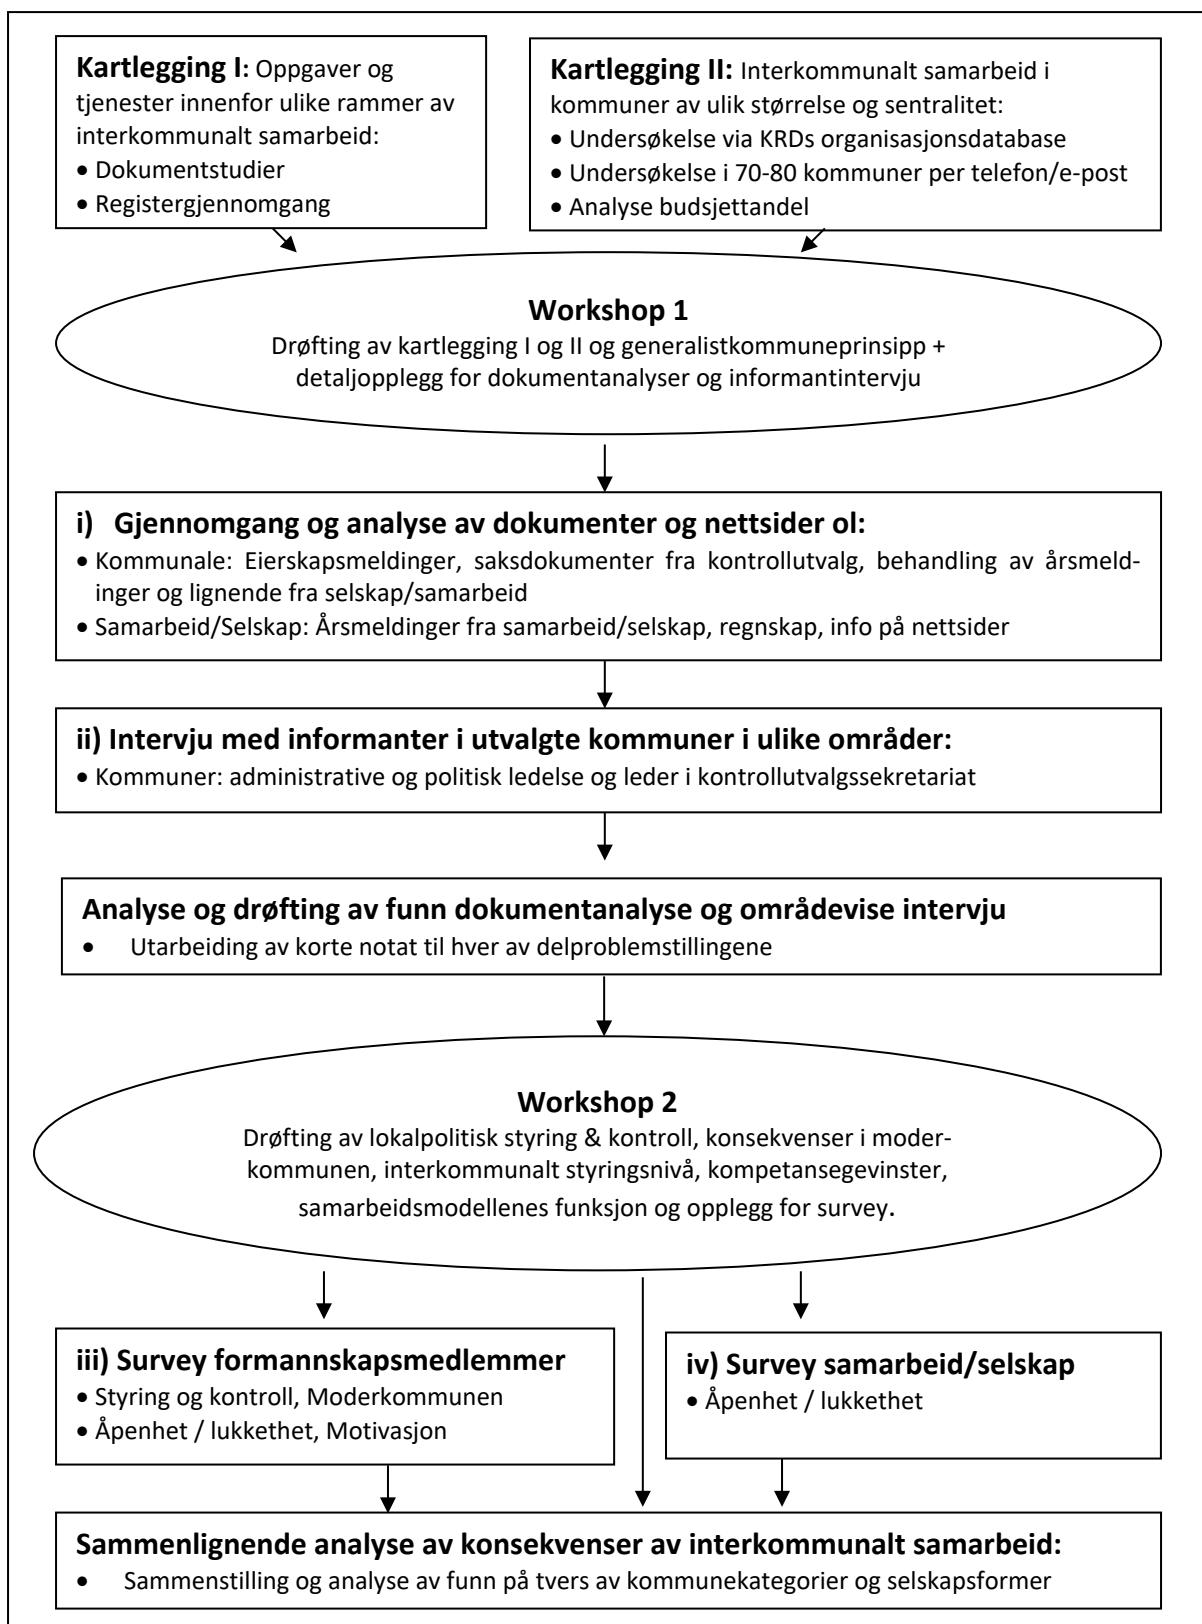 Kartlegging I: Oppgaver og
tjenester innenfor ulike rammer av
interkommunalt samarbeid:
• Dokumentstudier
• Registergjennomgang
Kartlegging II: Interkommunalt samarbeid i
kommuner av ulik størrelse og sentralitet:
• Undersøkelse via KRDs organisasjonsdatabase
• Undersøkelse i 70-80 kommuner per telefon/e-post
• Analyse budsjettandel
Workshop 1
Drøfting av kartlegging I og II og generalistkommuneprinsipp +
detaljopplegg for dokumentanalyser og informantintervju
i) Gjennomgang og analyse av dokumenter og nettsider ol:
• Kommunale: Eierskapsmeldinger, saksdokumenter fra kontrollutvalg, behandling av årsmeld-
inger og lignende fra selskap/samarbeid
• Samarbeid/Selskap: Årsmeldinger fra samarbeid/selskap, regnskap, info på nettsider
ii) Intervju med informanter i utvalgte kommuner i ulike områder:
• Kommuner: administrative og politisk ledelse og leder i kontrollutvalgssekretariat
Analyse og drøfting av funn dokumentanalyse og områdevise intervju
• Utarbeiding av korte notat til hver av delproblemstillingene
Workshop 2
Drøfting av lokalpolitisk styring & kontroll, konsekvenser i moder-
kommunen, interkommunalt styringsnivå, kompetansegevinster,
samarbeidsmodellenes funksjon og opplegg for survey.
iii) Survey formannskapsmedlemmer
• Styring og kontroll, Moderkommunen
• Åpenhet / lukkethet, Motivasjon
iv) Survey samarbeid/selskap
• Åpenhet / lukkethet
Sammenlignende analyse av konsekvenser av interkommunalt samarbeid:
• Sammenstilling og analyse av funn på tvers av kommunekategorier og selskapsformer